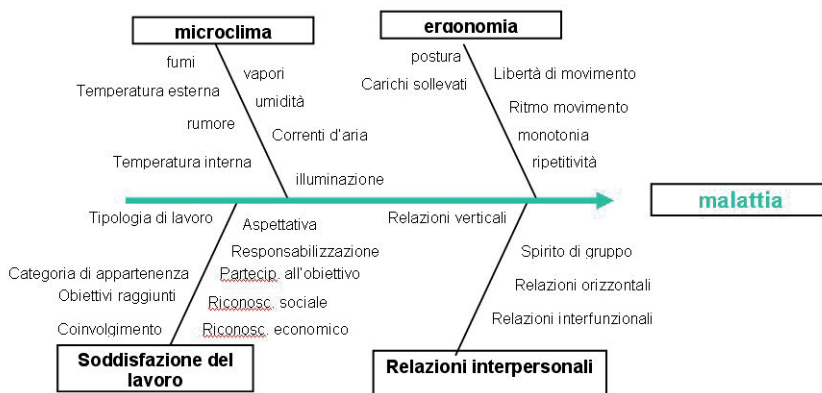 microclima
ergonomia
fumi
vapori
Temperatura esterna
umidità
rumore
Correnti d'aria
Temperatura interna
illuminazione
postura
Carichi sollevati
Libertà di movimento
Ritmo movimento
monotonia
ripetitività
malattia
Tipologia di lavoro
Aspettativa
Responsabilizzazione
Categoria di appartenenza
Partecip. all'obiettivo
Obiettivi raggiunti
Riconosc. sociale
Coinvolgimento
Riconosc. economico
Relazioni verticali
Spirito di gruppo
Relazioni orizzontali
Relazioni interfunzionali
Soddisfazione del
lavoro
Relazioni interpersonali